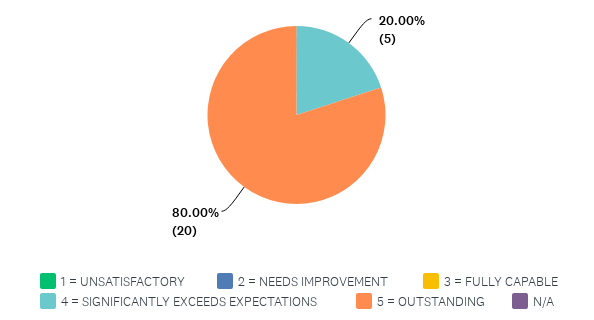 20.00%
(5)
80.00%
(20)
1 = UNSATISFACTORY 2 = NEEDS IMPROVEMENT 3 = FULLY CAPABLE
4 = SIGNIFICANTLY EXCEEDS EXPECTATIONS 5 = OUTSTANDING N/A